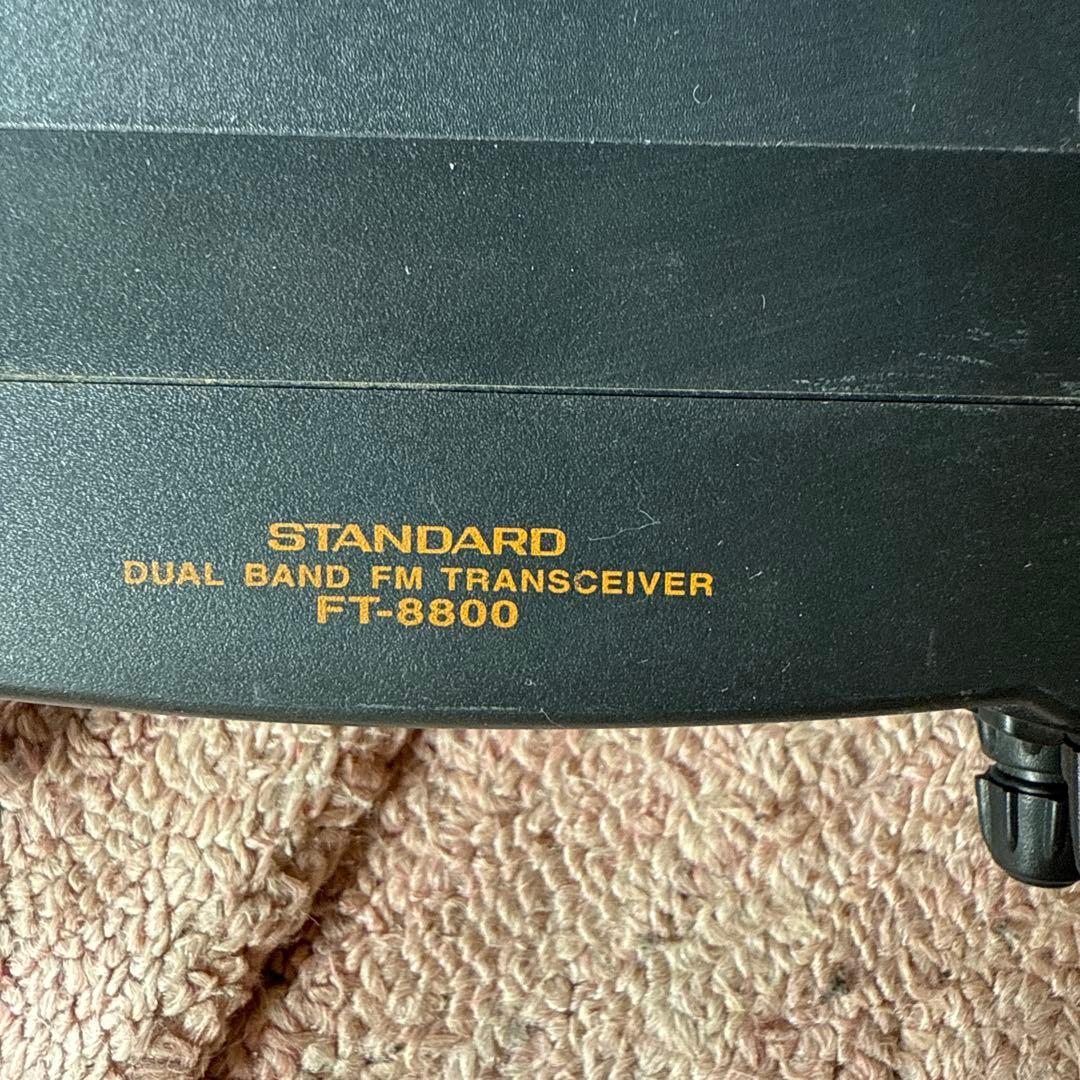 STANDARD
DUAL BAND FM TRANSCEIVER
FT-8800